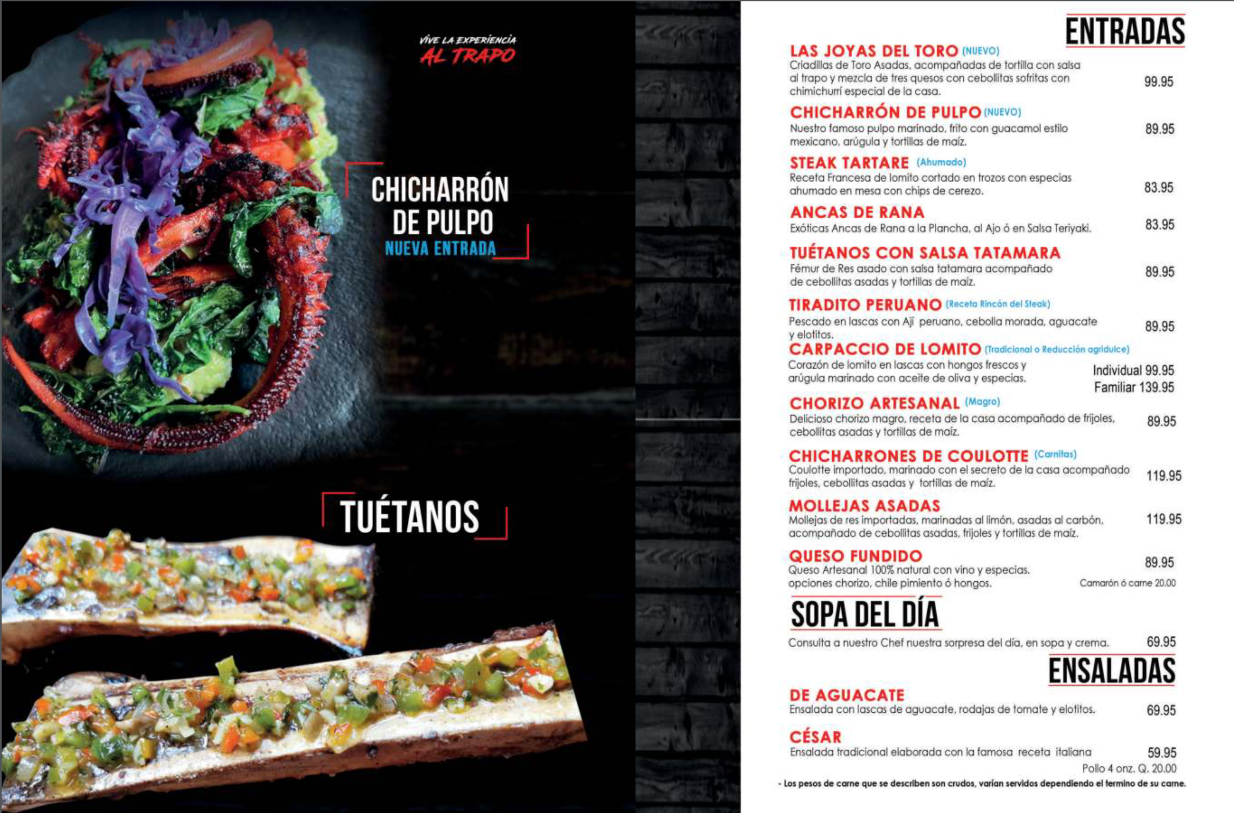 VIVE LA EXPERIENCIA
AL TRAPO
CHICHARRÓN
DE PULPO
NUEVA ENTRADA
TUÉTANOS
ENTRADAS
LAS JOYAS DEL TORO (NUEVO)
Criadillas de Toro Asadas, acompañadas de tortilla con salsa
al trapo y mezcla de tres quesos con cebollitas sofritas con
chimichurrí especial de la casa.
99.95
CHICHARRÓN DE PULPO (NUEVO)
Nuestro famoso pulpo marinado, frito con guacamol estilo
mexicano, arúgula y tortillas de maíz.
89.95
STEAK TARTARE (Ahumado)
Receta Francesa de lomito cortado en trozos con especias
ahumado en mesa con chips de cerezo.
83.95
ANCAS DE RANA
Exóticas Ancas de Rana a la Plancha, al Ajo ó en Salsa Teriyaki.
83.95
TUÉTANOS CON SALSA TATAMARA
Fémur de Res asado con salsa tatamara acompañado
de cebollitas asadas y tortillas de maíz.
89.95
TIRADITO PERUANO (Receta Rincón del Steak)
Pescado en lascas con Ají peruano, cebolla morada, aguacate
y elotitos.
89.95
CARPACCIO DE LOMITO (Tradicional o Reducción agridulce)
Corazón de lomito en lascas con hongos frescos y
arúgula marinado con aceite de oliva y especias.
Individual 99.95
Familiar 139.95
CHORIZO ARTESANAL (Magro)
Delicioso chorizo magro, receta de la casa acompañado de frijoles,
cebollitas asadas y tortillas de maíz.
89.95
CHICHARRONES DE COULOTTE (Carnitas)
Coulotte importado, marinado con el secreto de la casa acompañado
frijoles, cebollitas asadas y tortillas de maíz.
119.95
MOLLEJAS ASADAS
Mollejas de res importadas, marinadas al limón, asadas al carbón,
acompañado de cebollitas asadas, frijoles y tortillas de maíz.
119.95
QUESO FUNDIDO
Queso Artesanal 100% natural con vino y especias.
opciones chorizo, chile pimiento ó hongos.
89.95
Camarón ó carne 20.00
SOPA DEL DÍA
Consulta a nuestro Chef nuestra sorpresa del día, en sopa y crema.
69.95
ENSALADAS
DE AGUACATE
Ensalada con lascas de aguacate, rodajas de tomate y elotitos.
69.95
CÉSAR
Ensalada tradicional elaborada con la famosa receta italiana
59.95
Pollo 4 onz. Q. 20.00
- Los pesos de carne que se describen son crudos, varían servidos dependiendo el termino de su carne.